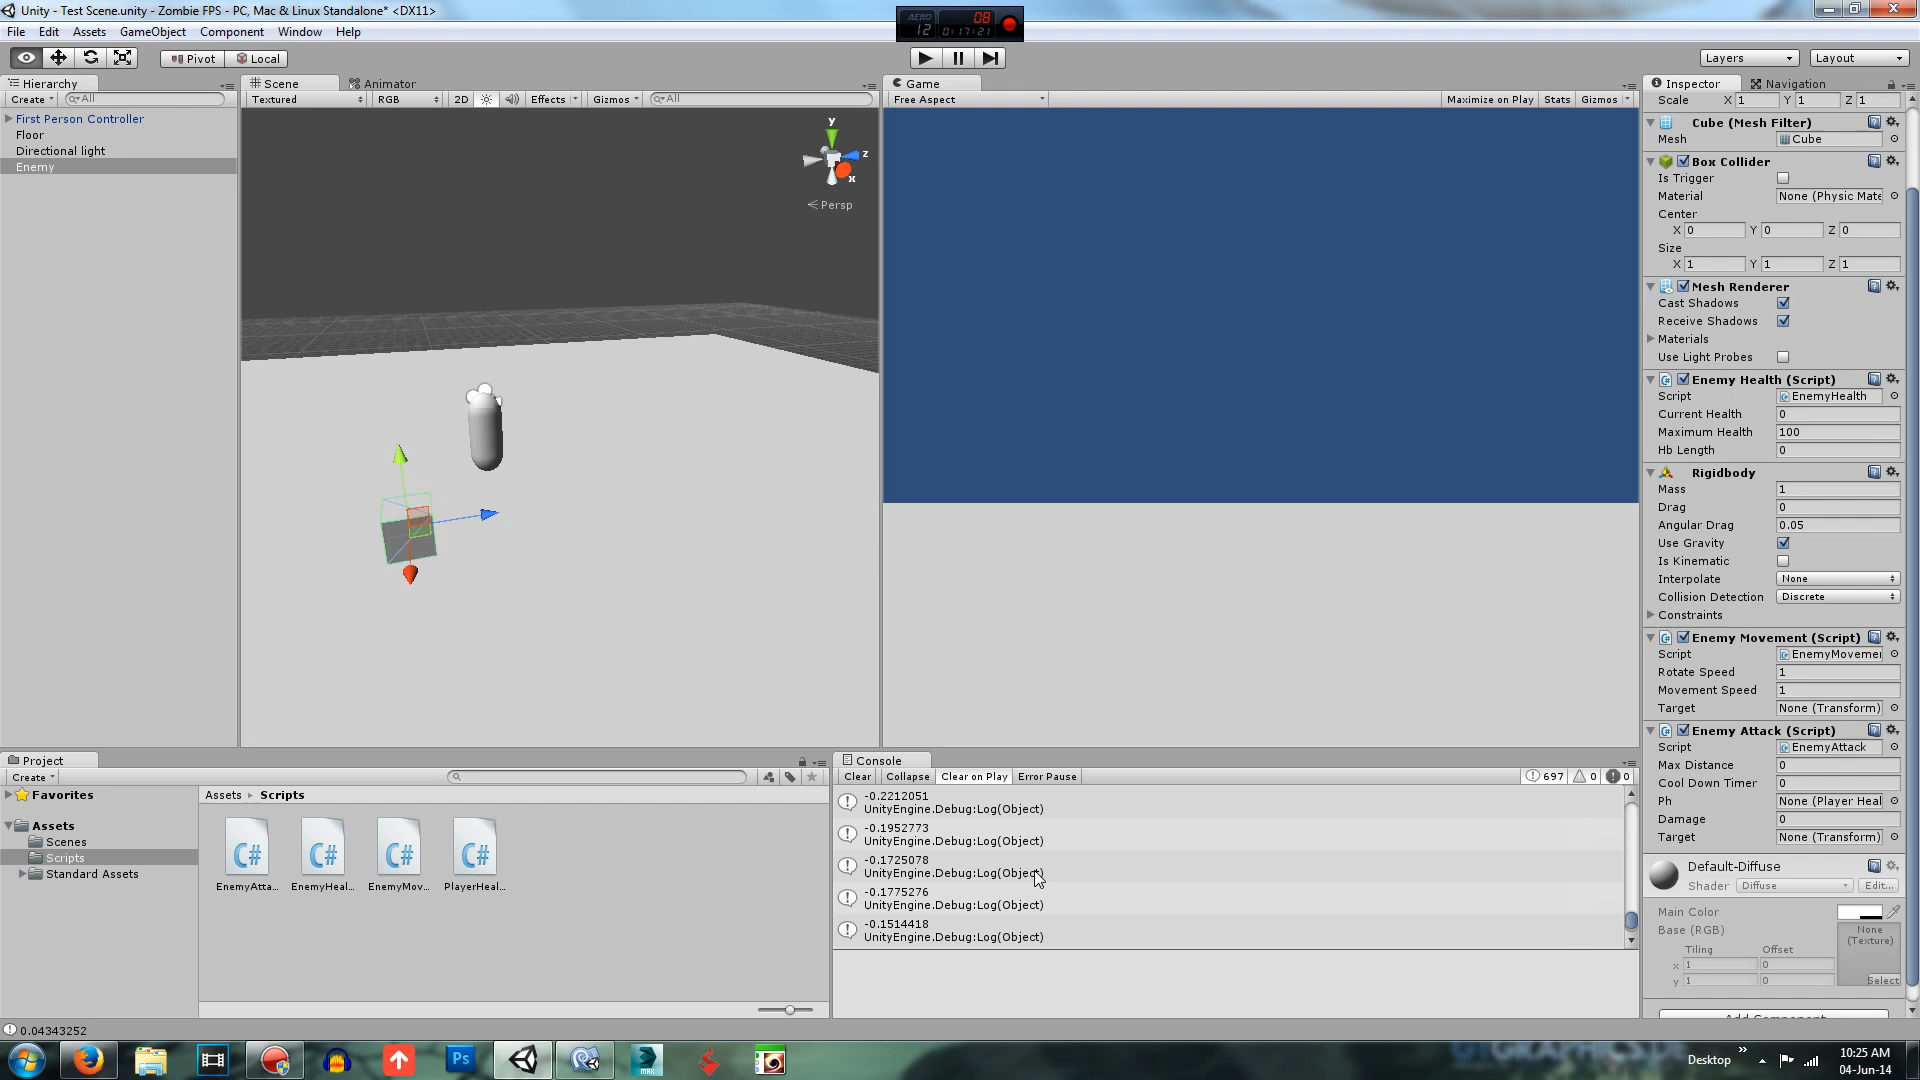 Unity - Test Scene.unity - Zombie FPS - PC, Mac & Linux Standalone* <DX11>
AERO
12
08
0:17:21
File Edit Assets GameObject Component Window Help
Pivot Local
Layers Layout
Hierarchy
Create All
First Person Controller
Floor
Directional light
Enemy
Scene Animator
Textured RGB 2D Effects Gizmos All
y
z
x
Persp
Game
Free Aspect Maximize on Play Stats Gizmos
Inspector Navigation
Scale X 1 Y 1 Z 1
Cube (Mesh Filter)
Mesh Cube
Box Collider
Is Trigger
Material None (Physic Mate
Center
X 0 Y 0 Z 0
Size
X 1 Y 1 Z 1
Mesh Renderer
Cast Shadows
Receive Shadows
Materials
Use Light Probes
Enemy Health (Script)
Script EnemyHealth
Current Health 0
Maximum Health 100
Hb Length 0
Rigidbody
Mass 1
Drag 0
Angular Drag 0.05
Use Gravity
Is Kinematic
Interpolate None
Collision Detection Discrete
Constraints
Enemy Movement (Script)
Script EnemyMovemer
Rotate Speed 1
Movement Speed 1
Target None (Transform)
Enemy Attack (Script)
Script EnemyAttack
Max Distance 0
Cool Down Timer 0
Ph None (Player Heal
Damage 0
Target None (Transform)
Default-Diffuse
Shader Diffuse Edit...
Main Color
Base (RGB)
None
(Texture)
Tiling Offset
x 1 0
y 1 0
Select
Add Component
Project
Create
Favorites
Assets
Scenes
Scripts
Standard Assets
Assets Scripts
C# C# C# C#
EnemyAtta... EnemyHeal... EnemyMov... PlayerHeal...
Console
Clear Collapse Clear on Play Error Pause 697 0 0
-0.2212051
UnityEngine.Debug:Log(Object)
-0.1952773
UnityEngine.Debug:Log(Object)
-0.1725078
UnityEngine.Debug:Log(Object)
-0.1775276
UnityEngine.Debug:Log(Object)
-0.1514418
UnityEngine.Debug:Log(Object)
0.04343252
Ps
MAX
Desktop
10:25 AM
04-Jun-14